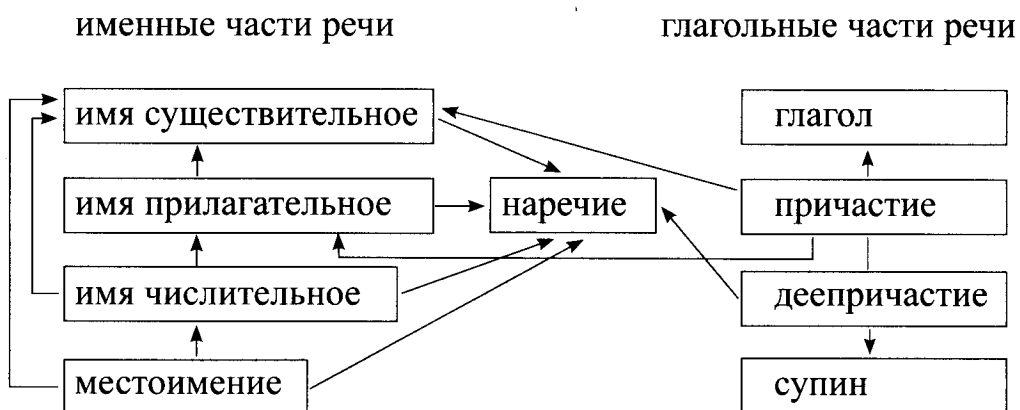 именные части речи
глагольные части речи
имя существительное
глагол
имя прилагательное
наречие
причастие
имя числительное
деепричастие
местоимение
супин